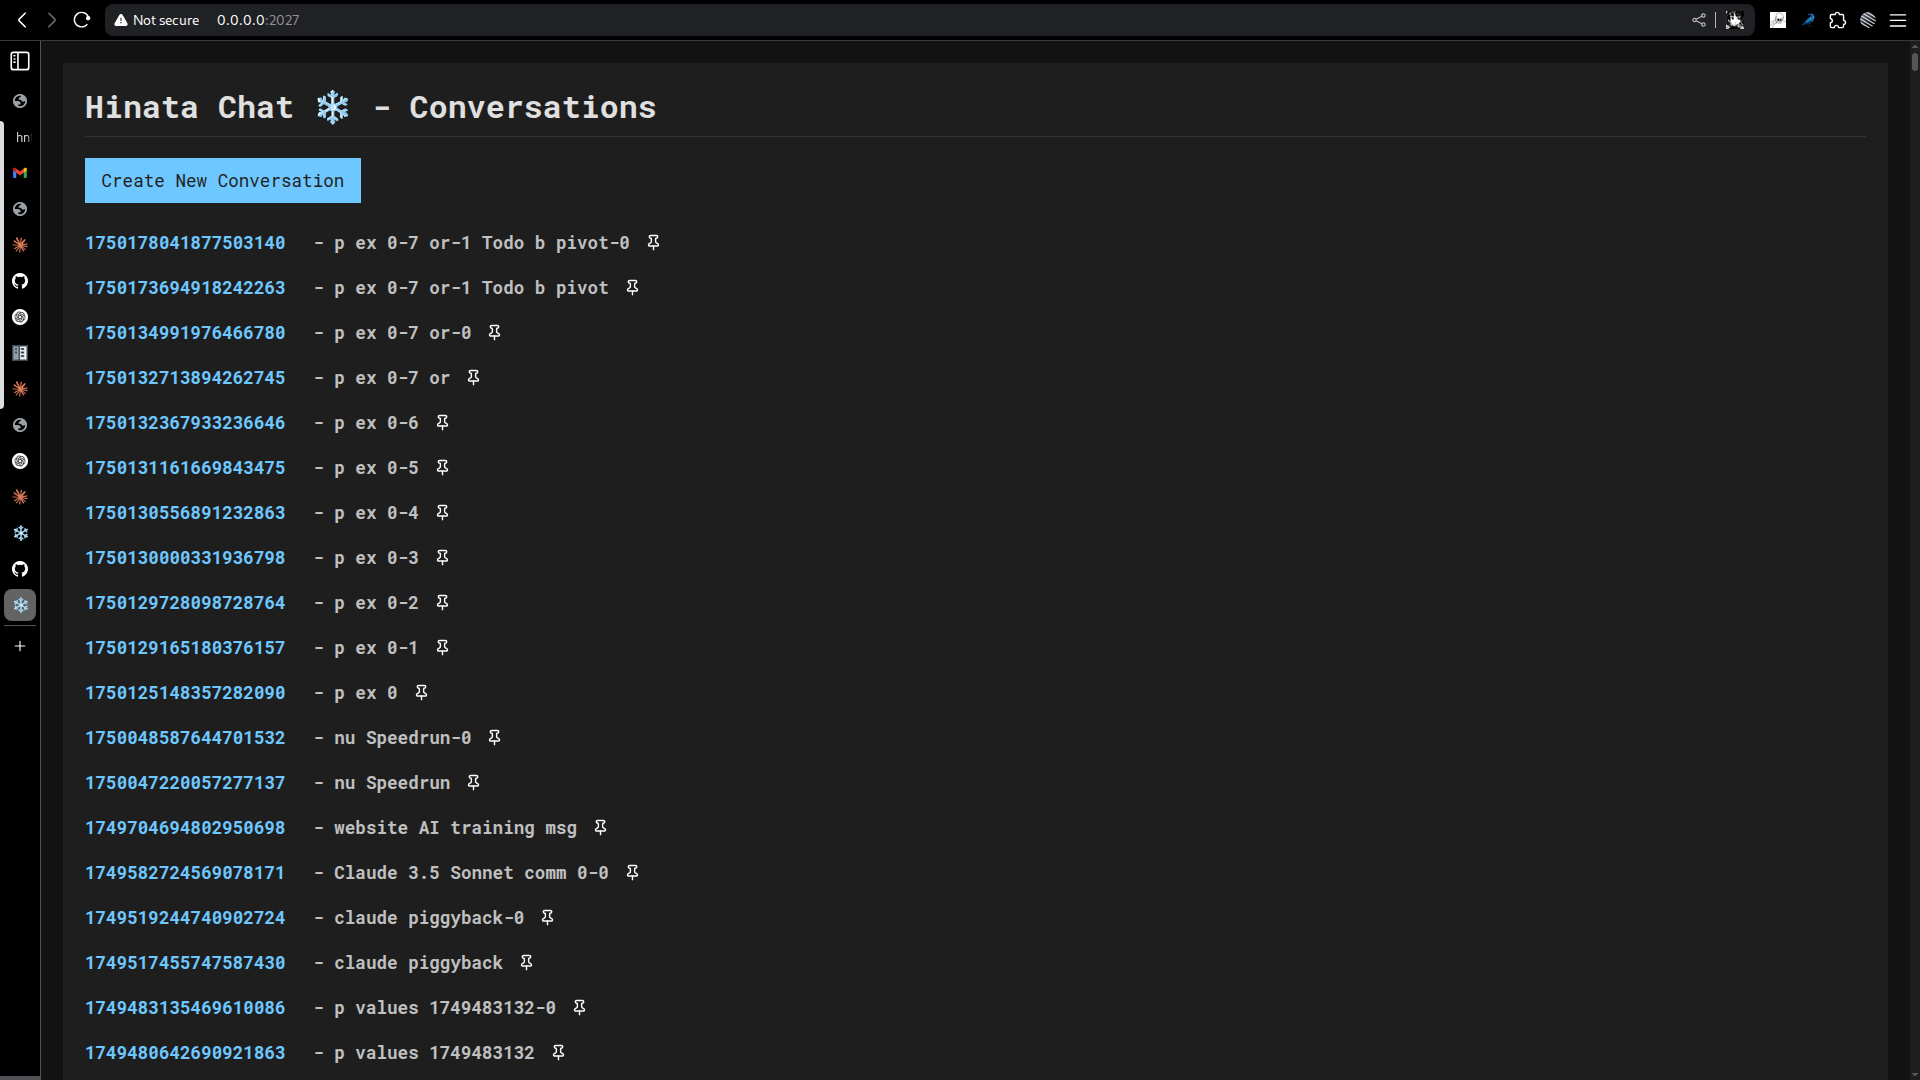 Not secure 0.0.0.0:2027
hn
Hinata Chat ❄️ - Conversations
Create New Conversation
1750178041877503140 - p ex 0-7 or-1 Todo b pivot-0
1750173694918242263 - p ex 0-7 or-1 Todo b pivot
1750134991976466780 - p ex 0-7 or-0
1750132713894262745 - p ex 0-7 or
1750132367933236646 - p ex 0-6
1750131161669843475 - p ex 0-5
1750130556891232863 - p ex 0-4
1750130000331936798 - p ex 0-3
1750129728098728764 - p ex 0-2
1750129165180376157 - p ex 0-1
1750125148357282090 - p ex 0
1750048587644701532 - nu Speedrun-0
1750047220057277137 - nu Speedrun
1749704694802950698 - website AI training msg
1749582724569078171 - Claude 3.5 Sonnet comm 0-0
1749519244740902724 - claude piggyback-0
1749517455747587430 - claude piggyback
1749483135469610086 - p values 1749483132-0
1749480642690921863 - p values 1749483132